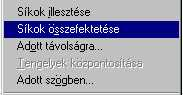 Síkok illesztése
Síkok összefektetése
Adott távolságra...
Tengelyek központosítása
Adott szögben...